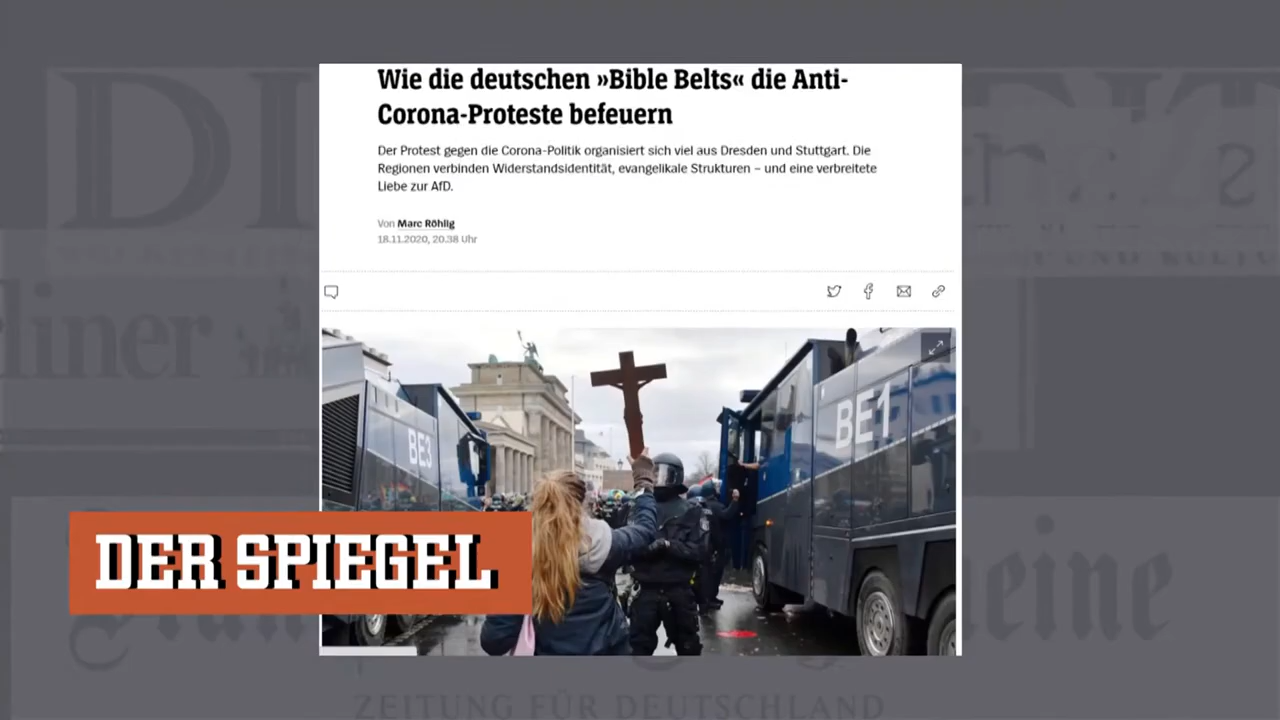 Wie die deutschen »Bible Belts« die Anti-
Corona-Proteste befeuern
Der Protest gegen die Corona-Politik organisiert sich viel aus Dresden und Stuttgart. Die
Regionen verbinden Widerstandsidentität, evangelikale Strukturen – und eine verbreitete
Liebe zur AfD.
Von Marc Röhlig
18.11.2020, 20.38 Uhr
BE3
BE1
DER SPIEGEL
ZEITUNG FÜR DEUTSCHLAND